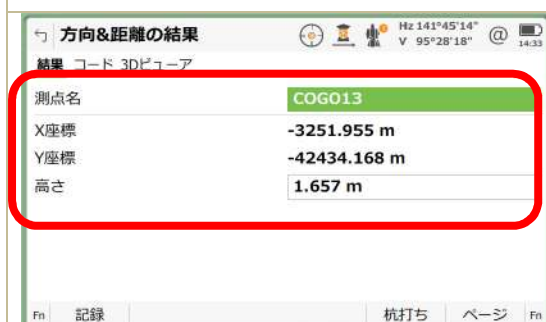 方向&距離の結果
Hz 141°45'14"
V 95°28'18"
@
14:33
結果 コード 3Dビューア
測点名 COGO13
X座標 -3251.955 m
Y座標 -42434.168 m
高さ 1.657 m
Fn 記録 杭打ち ページ Fn